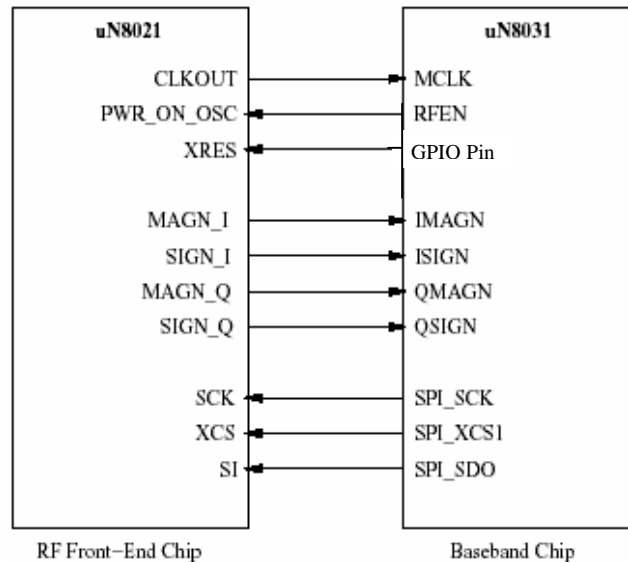 uN8021 uN8031
CLKOUT MCLK
PWR_ON_OSC RFEN
XRES GPIO Pin
MAGN_I IMAGN
SIGN_I ISIGN
MAGN_Q QMAGN
SIGN_Q QSIGN
SCK SPI_SCK
XCS SPI_XCS1
SI SPI_SDO
RF Front-End Chip Baseband Chip